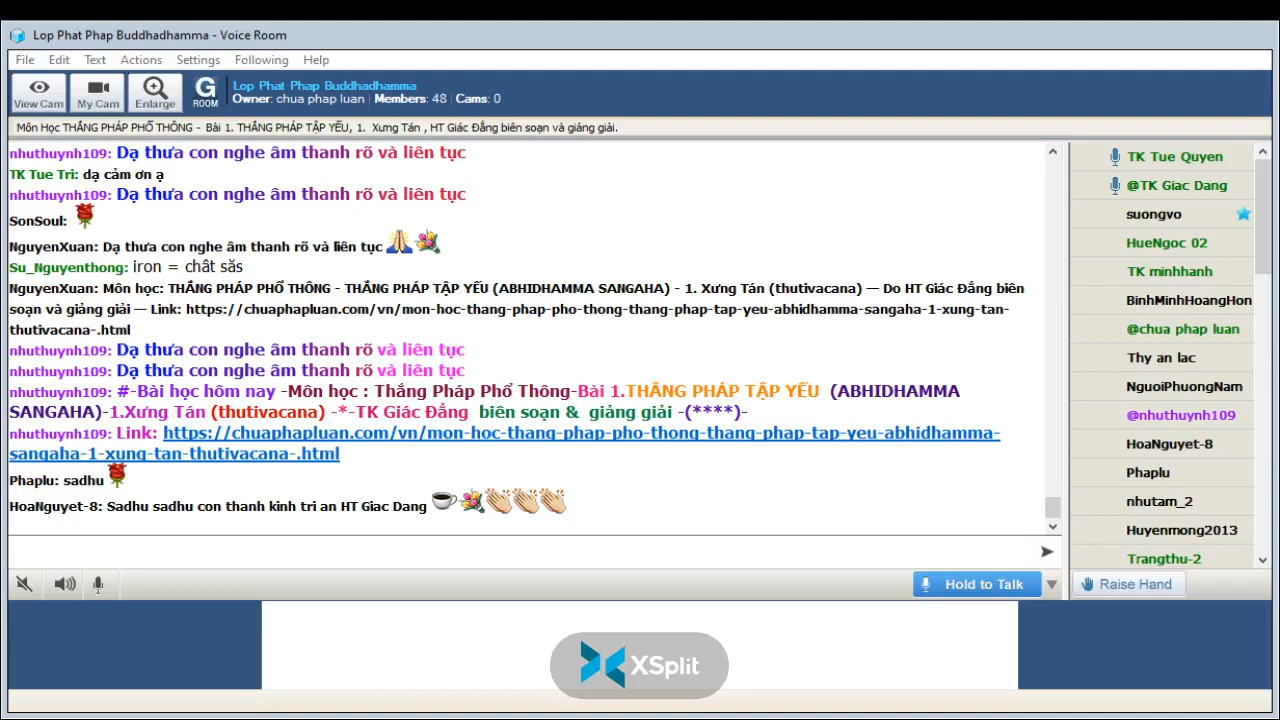 Lop Phat Phap Buddhadhamma - Voice Room
File Edit Text Actions Settings Following Help
View Cam My Cam Enlarge G ROOM
Lop Phat Phap Buddhadhamma
Owner: chua phap luan | Members: 48 | Cams: 0
Môn Học THẮNG PHÁP PHỔ THÔNG - Bài 1. THẮNG PHÁP TẬP YẾU, 1. Xưng Tán , HT Giác Đẳng biên soạn và giảng giải.
nhuthuynh109: Dạ thưa con nghe âm thanh rõ và liên tục
TK Tue Tri: dạ cảm ơn ạ
nhuthuynh109: Dạ thưa con nghe âm thanh rõ và liên tục
SonSoul:
NguyenXuan: Dạ thưa con nghe âm thanh rõ và liên tục
Su_Nguyenthong: iron = chât săs
NguyenXuan: Môn học: THẮNG PHÁP PHỔ THÔNG - THẮNG PHÁP TẬP YẾU (ABHIDHAMMA SANGAHA) - 1. Xưng Tán (thutivacana) — Do HT Giác Đẳng biên
soạn và giảng giải — Link: https://chuaphapluan.com/vn/mon-hoc-thang-phap-pho-thong-thang-phap-tap-yeu-abhidhamma-sangaha-1-xung-tan-
thutivacana-.html
nhuthuynh109: Dạ thưa con nghe âm thanh rõ và liên tục
nhuthuynh109: Dạ thưa con nghe âm thanh rõ và liên tục
nhuthuynh109: #-Bài học hôm nay -Môn học : Thắng Pháp Phổ Thông-Bài 1.THẮNG PHÁP TẬP YẾU (ABHIDHAMMA
SANGAHA)-1.Xưng Tán (thutivacana) -*-TK Giác Đẳng biên soạn & giảng giải -(****)-
nhuthuynh109: Link: https://chuaphapluan.com/vn/mon-hoc-thang-phap-pho-thong-thang-phap-tap-yeu-abhidhamma-
sangaha-1-xung-tan-thutivacana-.html
Phaplu: sadhu
HoaNguyet-8: Sadhu sadhu con thanh kinh tri an HT Giac Dang
TK Tue Quyen
@TK Giac Dang
suongvo
HueNgoc 02
TK minhhanh
BinhMinhHoangHon
@chua phap luan
Thy an lac
NguoiPhuongNam
@nhuthuynh109
HoaNguyet-8
Phaplu
nhutam_2
Huyenmong2013
Trangthu-2
Hold to Talk
Raise Hand
XSplit